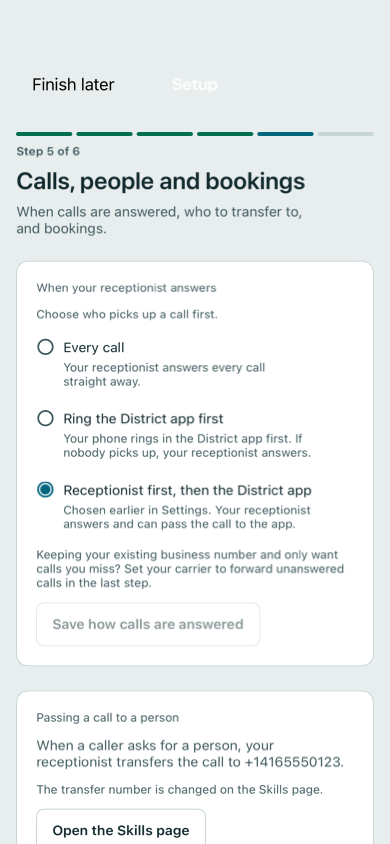 Finish later
Setup
Step 5 of 6
Calls, people and bookings
When calls are answered, who to transfer to,
and bookings.
When your receptionist answers
Choose who picks up a call first.
Every call
Your receptionist answers every call
straight away.
Ring the District app first
Your phone rings in the District app first. If
nobody picks up, your receptionist answers.
Receptionist first, then the District app
Chosen earlier in Settings. Your receptionist
answers and can pass the call to the app.
Keeping your existing business number and only want
calls you miss? Set your carrier to forward unanswered
calls in the last step.
Save how calls are answered
Passing a call to a person
When a caller asks for a person, your
receptionist transfers the call to +14165550123.
The transfer number is changed on the Skills page.
Open the Skills page